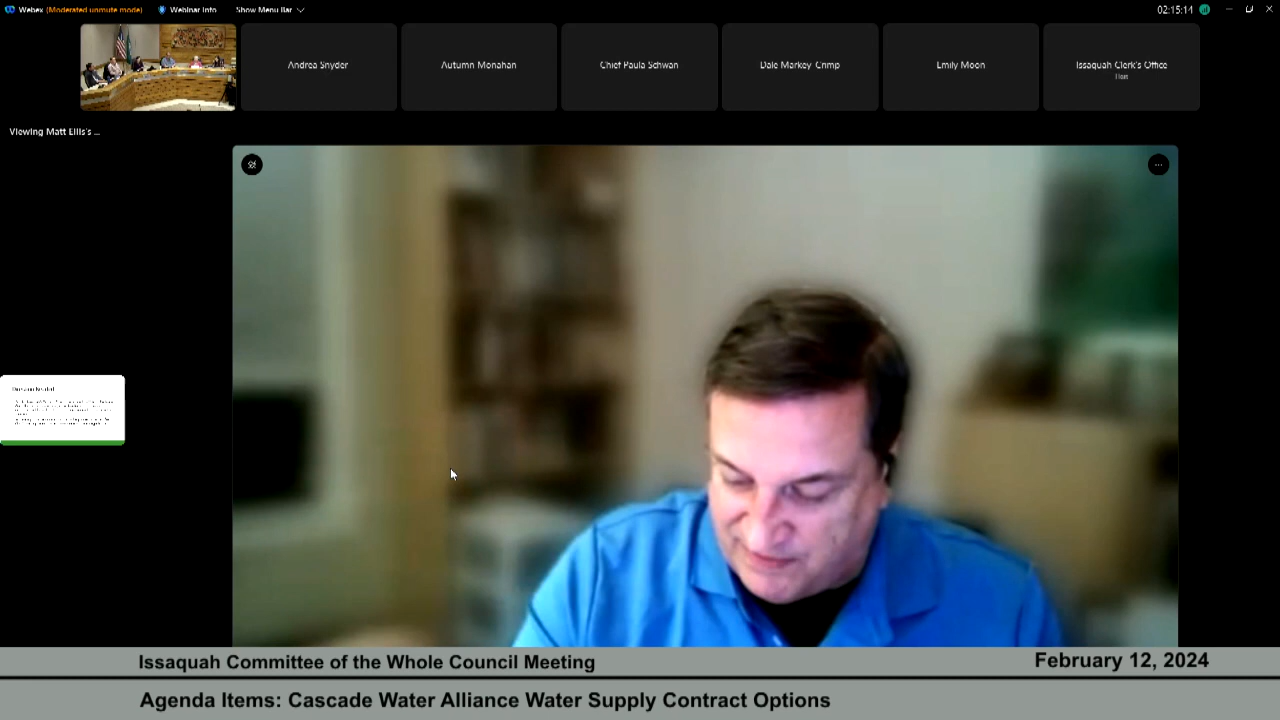 Webex (Moderated unmute mode) Webinar Info Show Menu Bar 02:15:14
Andrea Snyder
Autumn Monahan
Chief Paula Schwan
Dale Markey-Crimp
Emily Moon
Issaquah Clerk's Office
Viewing Matt Ellis's ...
Issaquah Committee of the Whole Council Meeting
February 12, 2024
Agenda Items: Cascade Water Alliance Water Supply Contract Options